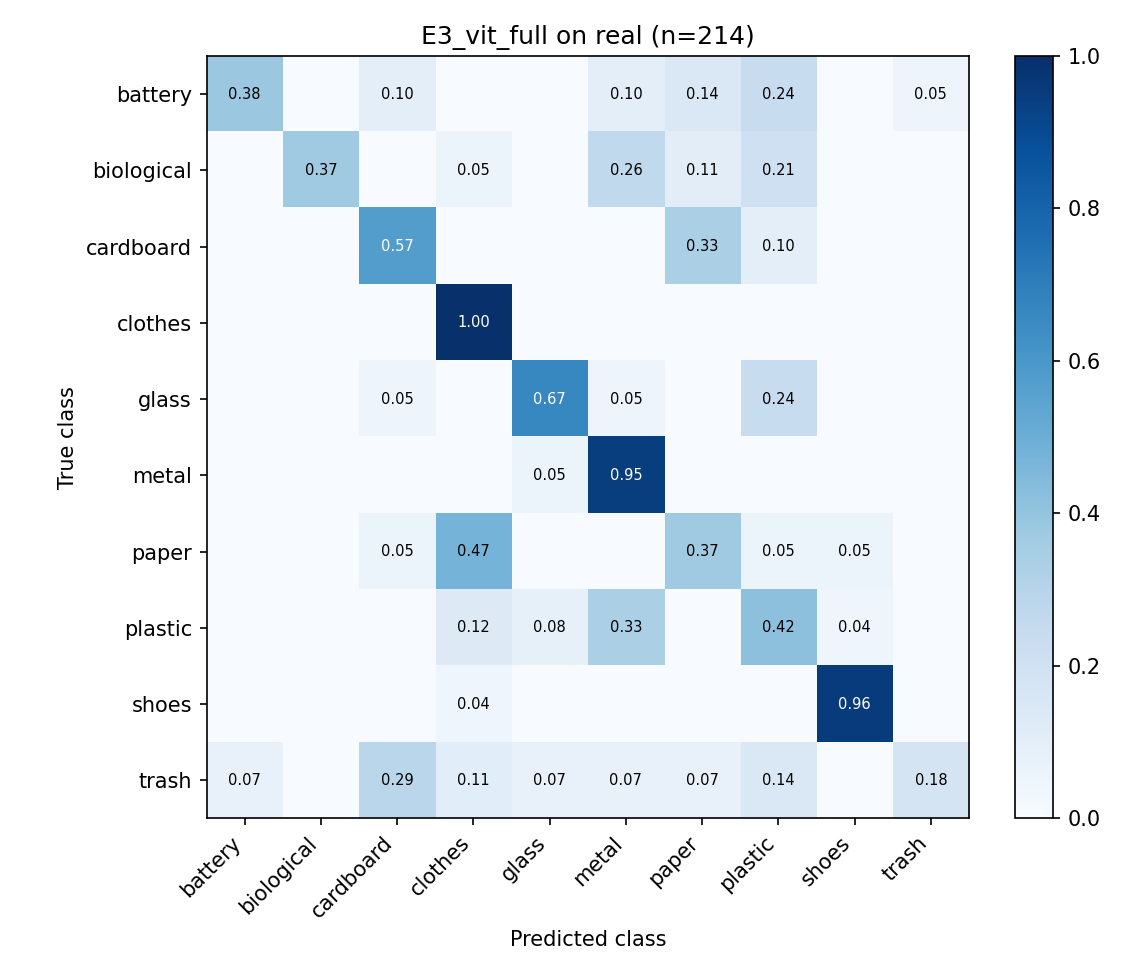 E3_vit_full on real (n=214)
battery 0.38 0.10 0.10 0.14 0.24 0.05
biological 0.37 0.05 0.26 0.11 0.21
cardboard 0.57 0.33 0.10
clothes 1.00
glass 0.05 0.67 0.05 0.24
metal 0.05 0.95
paper 0.05 0.47 0.37 0.05 0.05
plastic 0.12 0.08 0.33 0.42 0.04
shoes 0.04 0.96
trash 0.07 0.29 0.11 0.07 0.07 0.07 0.14 0.18
True class
battery biological cardboard clothes glass metal paper plastic shoes trash
Predicted class
1.0
0.8
0.6
0.4
0.2
0.0